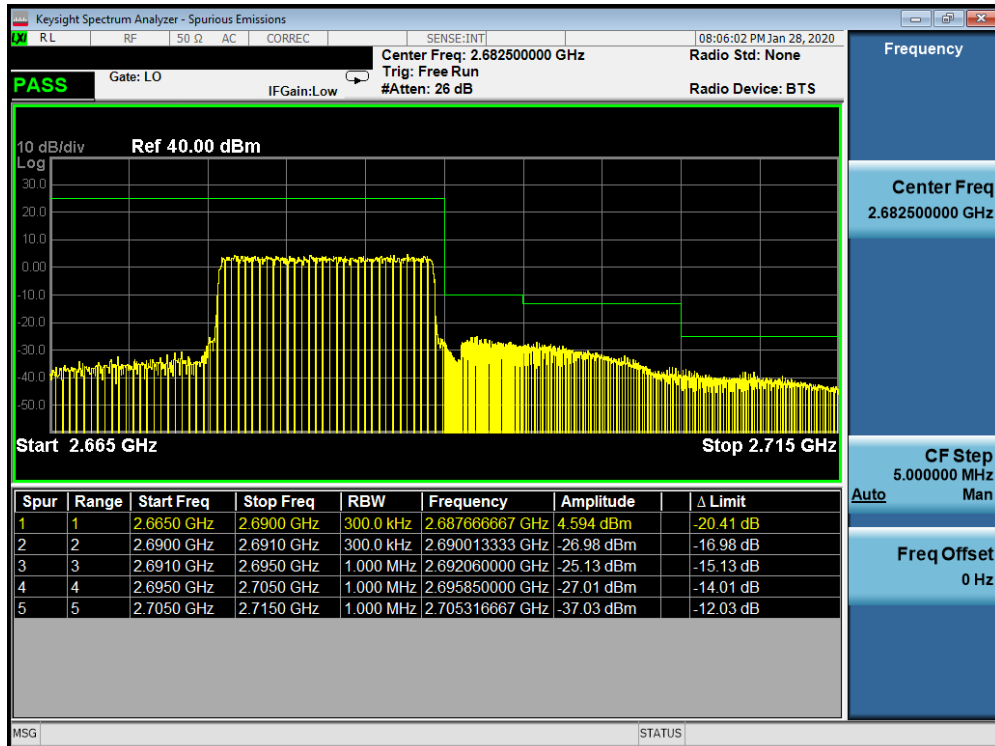 Keysight Spectrum Analyzer - Spurious Emissions
LXI RL RF 50 Ω AC CORREC SENSE:INT 08:06:02 PM Jan 28, 2020
Center Freq: 2.682500000 GHz Radio Std: None
PASS Gate: LO Trig: Free Run
IFGain:Low #Atten: 26 dB Radio Device: BTS
Frequency
10 dB/div Ref 40.00 dBm
Log
30.0
20.0
10.0
0.00
-10.0
-20.0
-30.0
-40.0
-50.0
Start 2.665 GHz Stop 2.715 GHz
Center Freq
2.682500000 GHz
CF Step
5.000000 MHz
Auto Man
Freq Offset
0 Hz
Spur Range Start Freq Stop Freq RBW Frequency Amplitude Δ Limit
1 1 2.6650 GHz 2.6900 GHz 300.0 kHz 2.687666667 GHz 4.594 dBm -20.41 dB
2 2 2.6900 GHz 2.6910 GHz 300.0 kHz 2.690013333 GHz -26.98 dBm -16.98 dB
3 3 2.6910 GHz 2.6950 GHz 1.000 MHz 2.692060000 GHz -25.13 dBm -15.13 dB
4 4 2.6950 GHz 2.7050 GHz 1.000 MHz 2.695850000 GHz -27.01 dBm -14.01 dB
5 5 2.7050 GHz 2.7150 GHz 1.000 MHz 2.705316667 GHz -37.03 dBm -12.03 dB
MSG STATUS